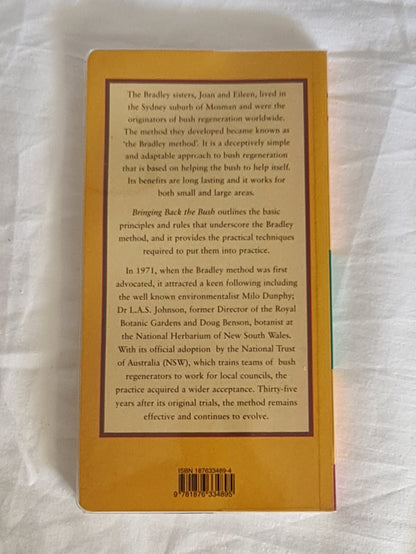 The Bradley sisters, Joan and Eileen, lived in
the Sydney suburb of Mosman and were the
originators of bush regeneration worldwide.
The method they developed became known as
'the Bradley method'. It is a deceptively simple
and adaptable approach to bush regeneration
that is based on helping the bush to help itself.
Its benefits are long lasting and it works for
both small and large areas.
Bringing Back the Bush outlines the basic
principles and rules that underscore the Bradley
method, and it provides the practical techniques
required to put them into practice.
In 1971, when the Bradley method was first
advocated, it attracted a keen following including
the well known environmentalist Milo Dunphy;
Dr L.A.S. Johnson, former Director of the Royal
Botanic Gardens and Doug Benson, botanist at
the National Herbarium of New South Wales.
With its official adoption by the National Trust
of Australia (NSW), which trains teams of bush
regenerators to work for local councils, the
practice acquired a wider acceptance. Thirty-five
years after its original trials, the method remains
effective and continues to evolve.
ISBN 187633489-4
9 781876 334895